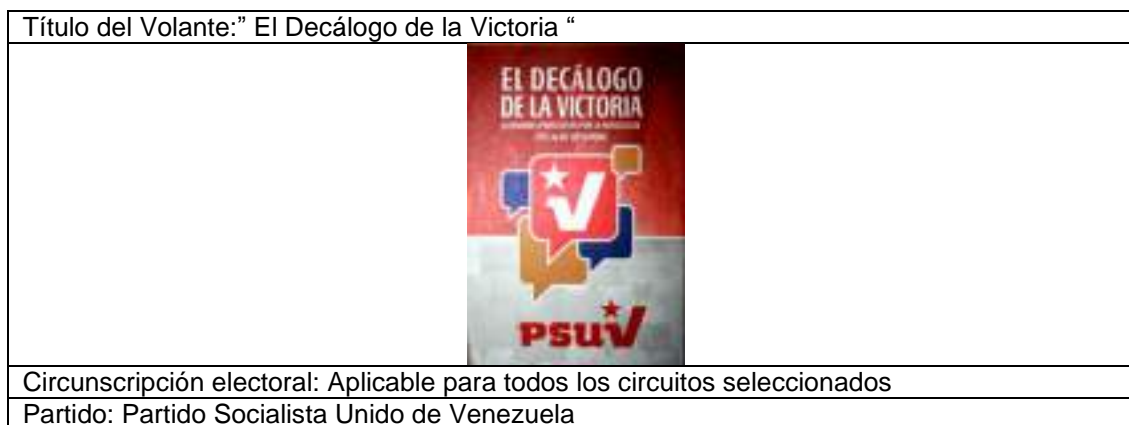 Título del Volante:” El Decálogo de la Victoria “
EL DECÁLOGO
DE LA VICTORIA
V
PSUV
Circunscripción electoral: Aplicable para todos los circuitos seleccionados
Partido: Partido Socialista Unido de Venezuela